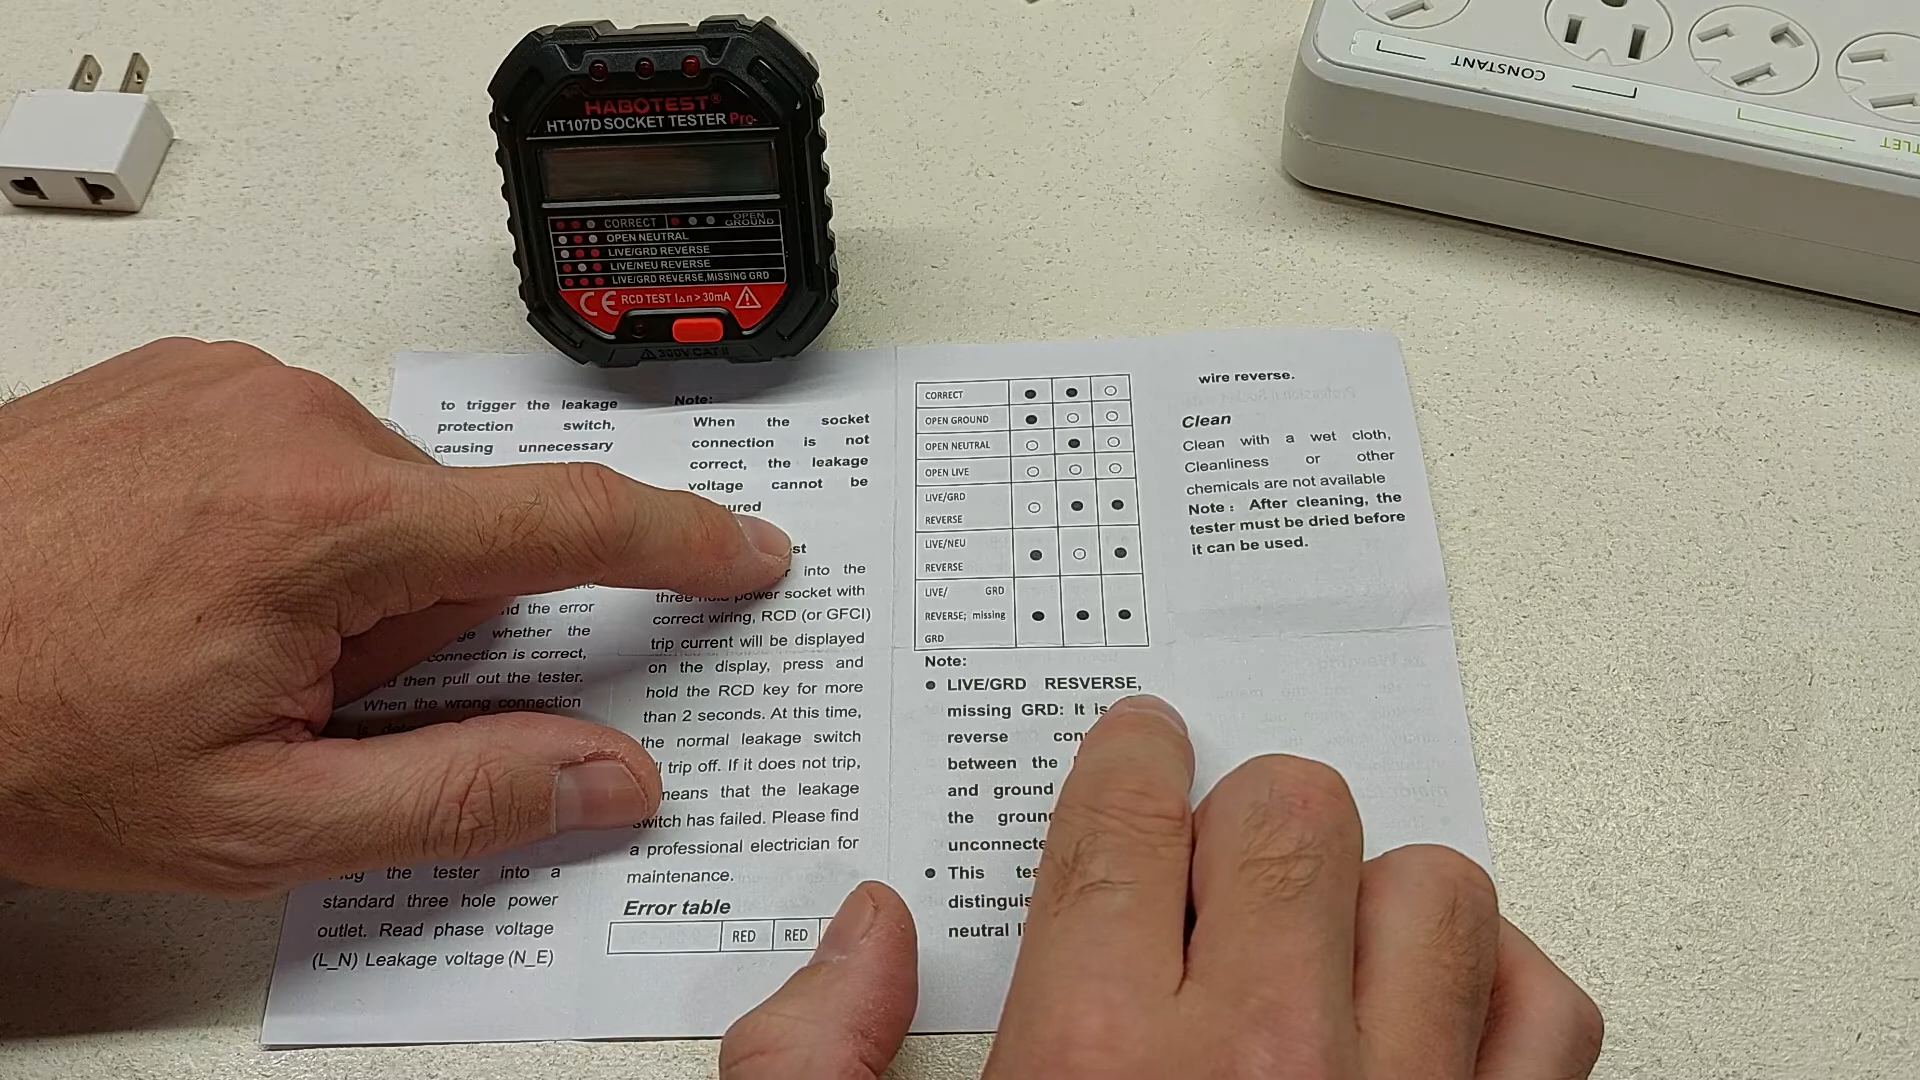 HABOTEST®
HT107D SOCKET TESTER Pro
CORRECT
OPEN GROUND
OPEN NEUTRAL
LIVE/GRD REVERSE
LIVE/NEU REVERSE
LIVE/GRD REVERSE,MISSING GRD
CE RCD TEST I△n > 30mA
300V CAT II
CONSTANT
to trigger the leakage
protection switch,
causing unnecessary
the error
whether the
connection is correct,
then pull out the tester.
When the wrong connection
the tester into a
standard three hole power
outlet. Read phase voltage
(L_N) Leakage voltage (N_E)
Note:
When the socket
connection is not
correct, the leakage
voltage cannot be
into the
three hole power socket with
correct wiring, RCD (or GFCI)
trip current will be displayed
on the display, press and
hold the RCD key for more
than 2 seconds. At this time,
the normal leakage switch
trip off. If it does not trip,
means that the leakage
switch has failed. Please find
a professional electrician for
maintenance.
Error table
RED RED
CORRECT ● ● ○
OPEN GROUND ● ○ ○
OPEN NEUTRAL ○ ● ○
OPEN LIVE ○ ○ ○
LIVE/GRD
REVERSE ○ ● ●
LIVE/NEU
REVERSE ● ○ ●
LIVE/ GRD
REVERSE; missing ● ● ●
GRD
Note:
● LIVE/GRD RESVERSE,
missing GRD: It is
reverse
between the
and ground
the
● This
neutral
wire reverse.
Clean
Clean with a wet cloth,
Cleanliness or other
chemicals are not available
Note : After cleaning, the
tester must be dried before
it can be used.